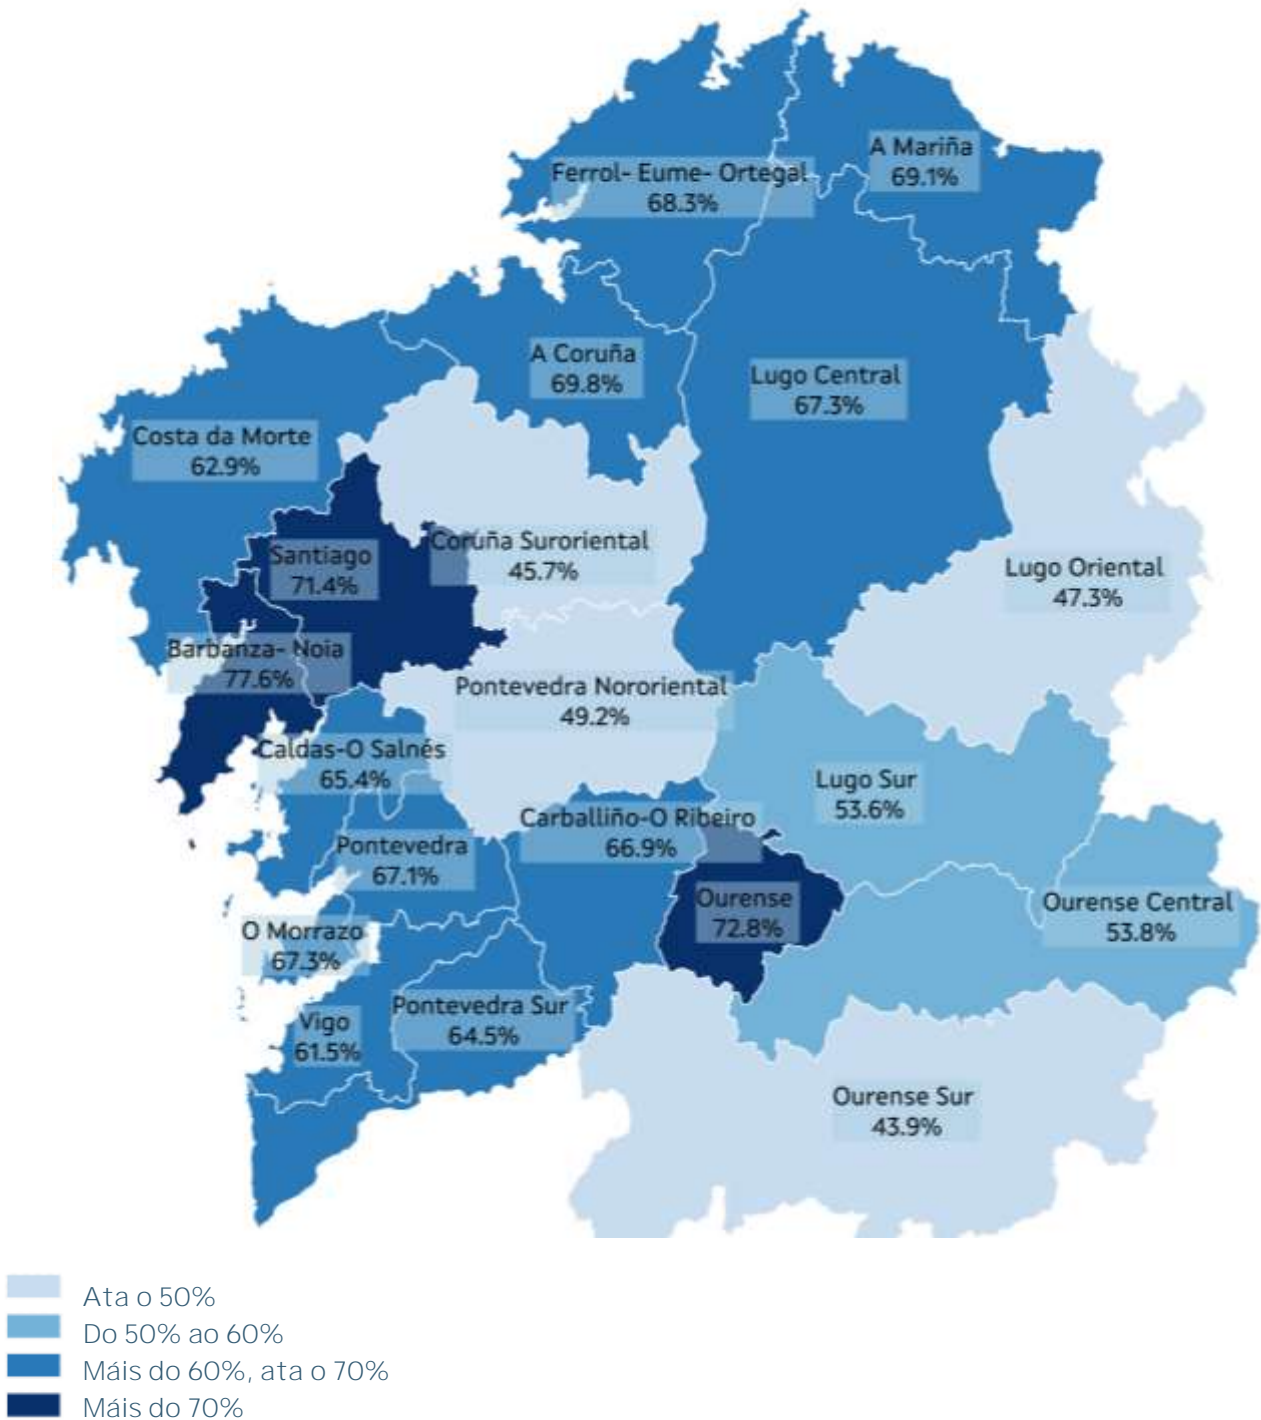 A Mariña
69.1%
Ferrol- Eume- Ortegal
68.3%
A Coruña
69.8%
Lugo Central
67.3%
Costa da Morte
62.9%
Santiago
71.4%
Coruña Suroriental
45.7%
Lugo Oriental
47.3%
Barbanza- Noia
77.6%
Pontevedra Nororiental
49.2%
Caldas-O Salnés
65.4%
Lugo Sur
53.6%
Carballiño-O Ribeiro
66.9%
Pontevedra
67.1%
Ourense
72.8%
Ourense Central
53.8%
O Morrazo
67.3%
Pontevedra Sur
64.5%
Vigo
61.5%
Ourense Sur
43.9%
Ata o 50%
Do 50% ao 60%
Máis do 60%, ata o 70%
Máis do 70%